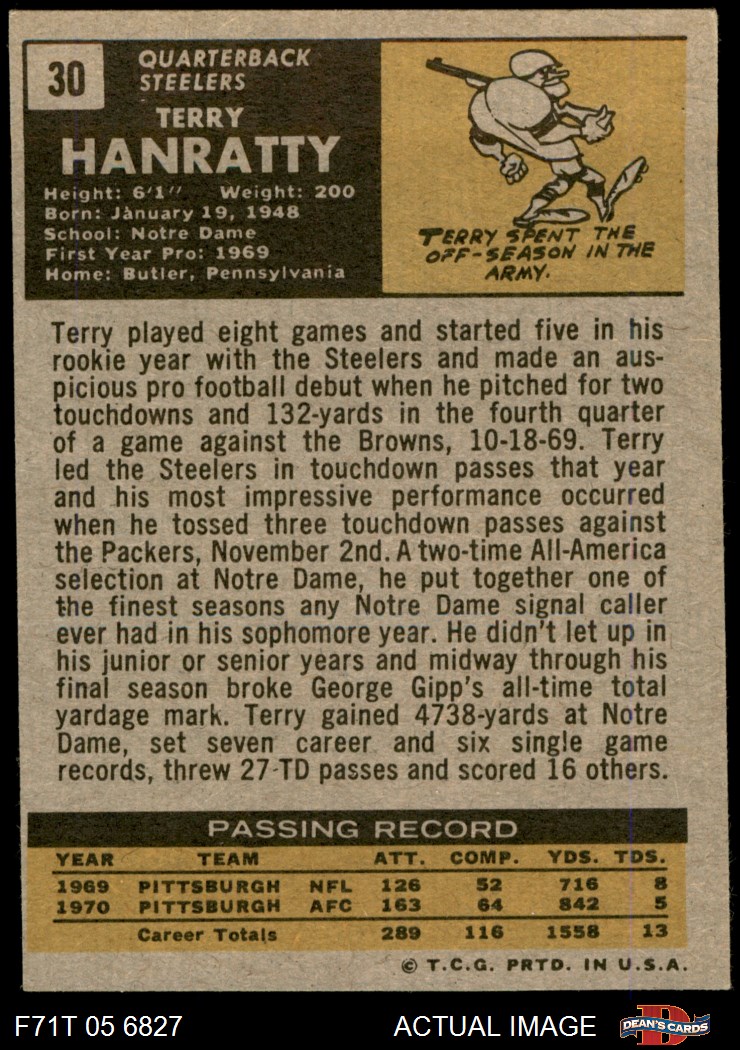 30
QUARTERBACK
STEELERS
TERRY
HANRATTY
Height: 6'1" Weight: 200
Born: January 19, 1948
School: Notre Dame
First Year Pro: 1969
Home: Butler, Pennsylvania
TERRY SPENT THE
OFF-SEASON IN THE
ARMY.
Terry played eight games and started five in his
rookie year with the Steelers and made an aus-
picious pro football debut when he pitched for two
touchdowns and 132-yards in the fourth quarter
of a game against the Browns, 10-18-69. Terry
led the Steelers in touchdown passes that year
and his most impressive performance occurred
when he tossed three touchdown passes against
the Packers, November 2nd. A two-time All-America
selection at Notre Dame, he put together one of
the finest seasons any Notre Dame signal caller
ever had in his sophomore year. He didn't let up in
his junior or senior years and midway through his
final season broke George Gipp's all-time total
yardage mark. Terry gained 4738-yards at Notre
Dame, set seven career and six single game
records, threw 27-TD passes and scored 16 others.
PASSING RECORD
YEAR TEAM ATT. COMP. YDS. TDS.
1969 PITTSBURGH NFL 126 52 716 8
1970 PITTSBURGH AFC 163 64 842 5
Career Totals 289 116 1558 13
© T.C.G. PRTD. IN U.S.A.
F71T 05 6827 ACTUAL IMAGE
D
DEAN'S CARDS